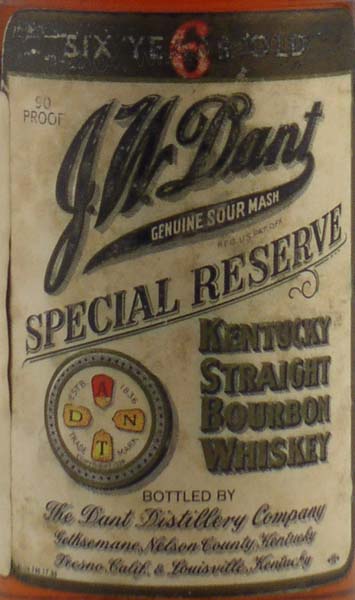 SIX YEARS OLD
6
90
PROOF
J.W. Dant
GENUINE SOUR MASH
REG. U.S. PAT. OFF.
SPECIAL RESERVE
KENTUCKY
STRAIGHT
BOURBON
WHISKEY
ESTB. 1836
D A N T
TRADE MARK
BOTTLED BY
The Dant Distillery Company
Gethsemane, Nelson County, Kentucky
Fresno, Calif. & Louisville, Kentucky